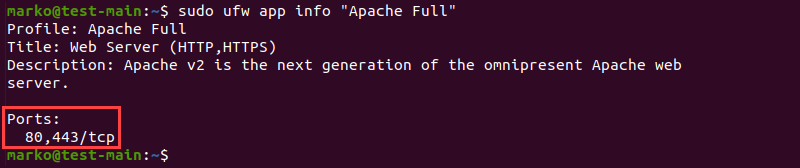 marko@test-main:~$ sudo ufw app info "Apache Full"
Profile: Apache Full
Title: Web Server (HTTP,HTTPS)
Description: Apache v2 is the next generation of the omnipresent Apache web
server.
Ports:
  80,443/tcp
marko@test-main:~$